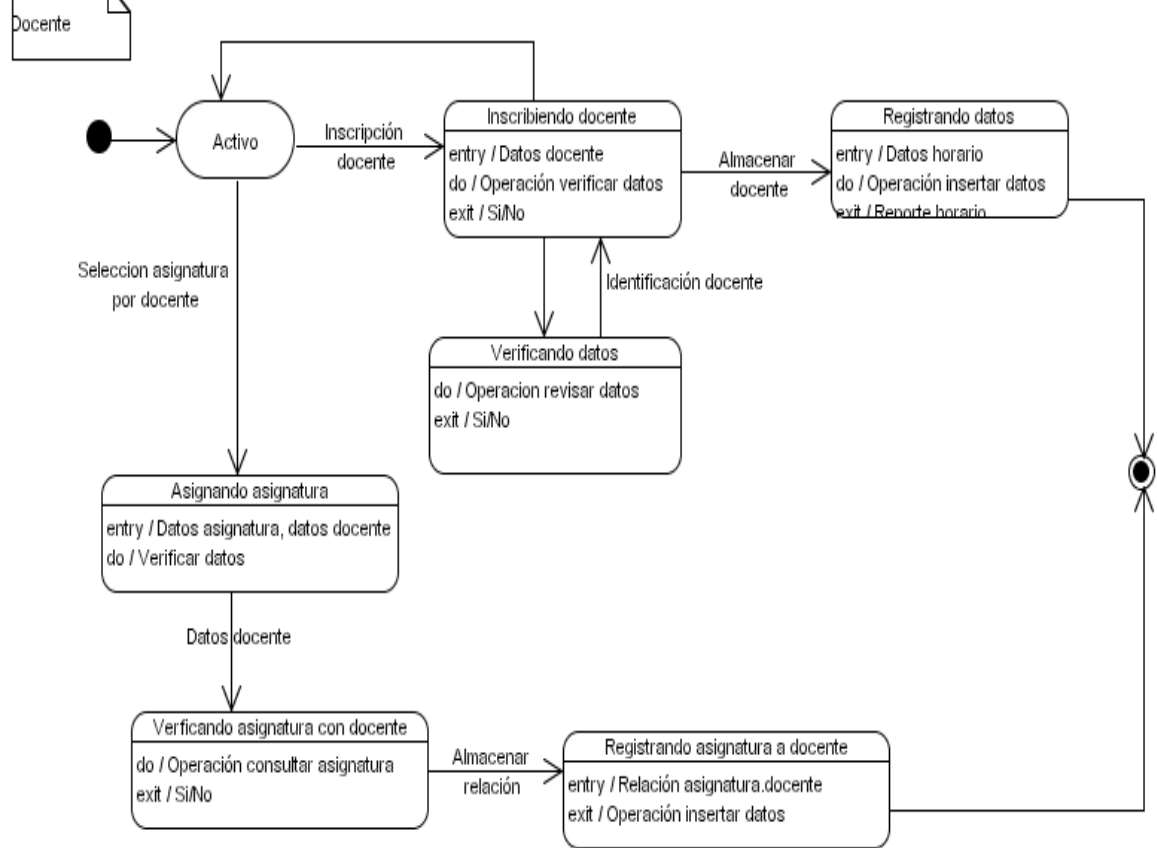 Docente
Activo
Inscripción
docente
Inscribiendo docente
entry / Datos docente
do / Operación verificar datos
exit / Si/No
Almacenar
docente
Registrando datos
entry / Datos horario
do / Operación insertar datos
exit / Reporte horario
Seleccion asignatura
por docente
Identificación docente
Verificando datos
do / Operacion revisar datos
exit / Si/No
Asignando asignatura
entry / Datos asignatura, datos docente
do / Verificar datos
Datos docente
Verficando asignatura con docente
do / Operación consultar asignatura
exit / Si/No
Almacenar
relación
Registrando asignatura a docente
entry / Relación asignatura.docente
exit / Operación insertar datos